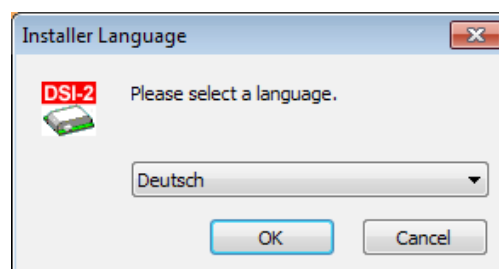 Installer Language
DSI-2
Please select a language.
Deutsch
OK
Cancel